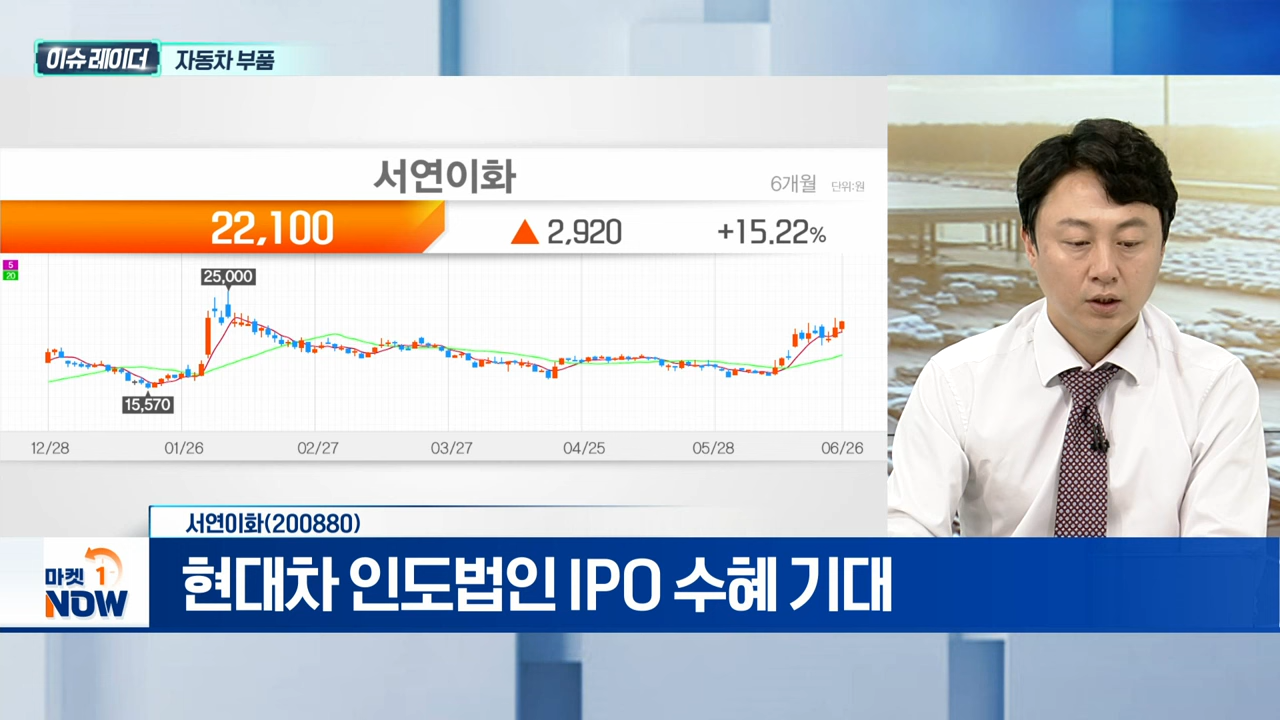 이슈 레이더 자동차 부품
서연이화
6개월 단위:원
22,100 ▲ 2,920 +15.22%
5
20
25,000
15,570
12/28 01/26 02/27 03/27 04/25 05/28 06/26
서연이화(200880)
마켓 1
NOW
현대차 인도법인 IPO 수혜 기대